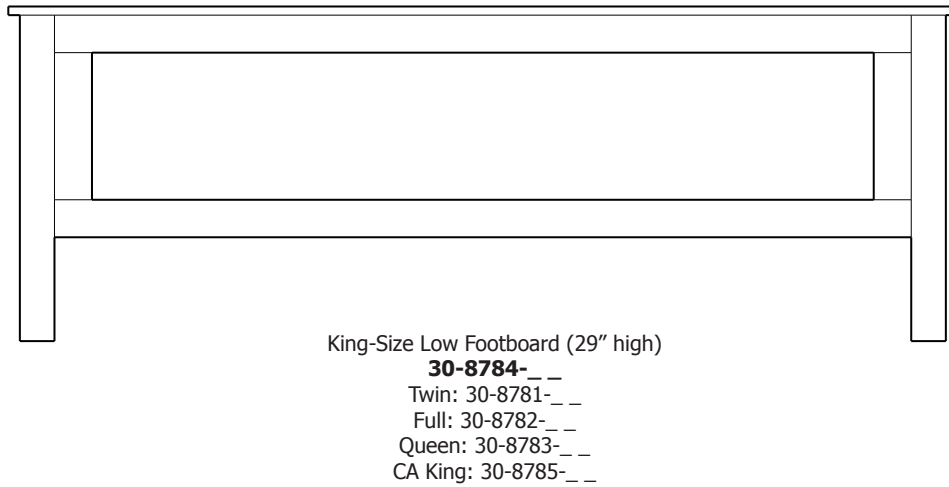 King-Size Low Footboard (29” high)
30-8784-_ _
Twin: 30-8781-_ _
Full: 30-8782-_ _
Queen: 30-8783-_ _
CA King: 30-8785-_ _